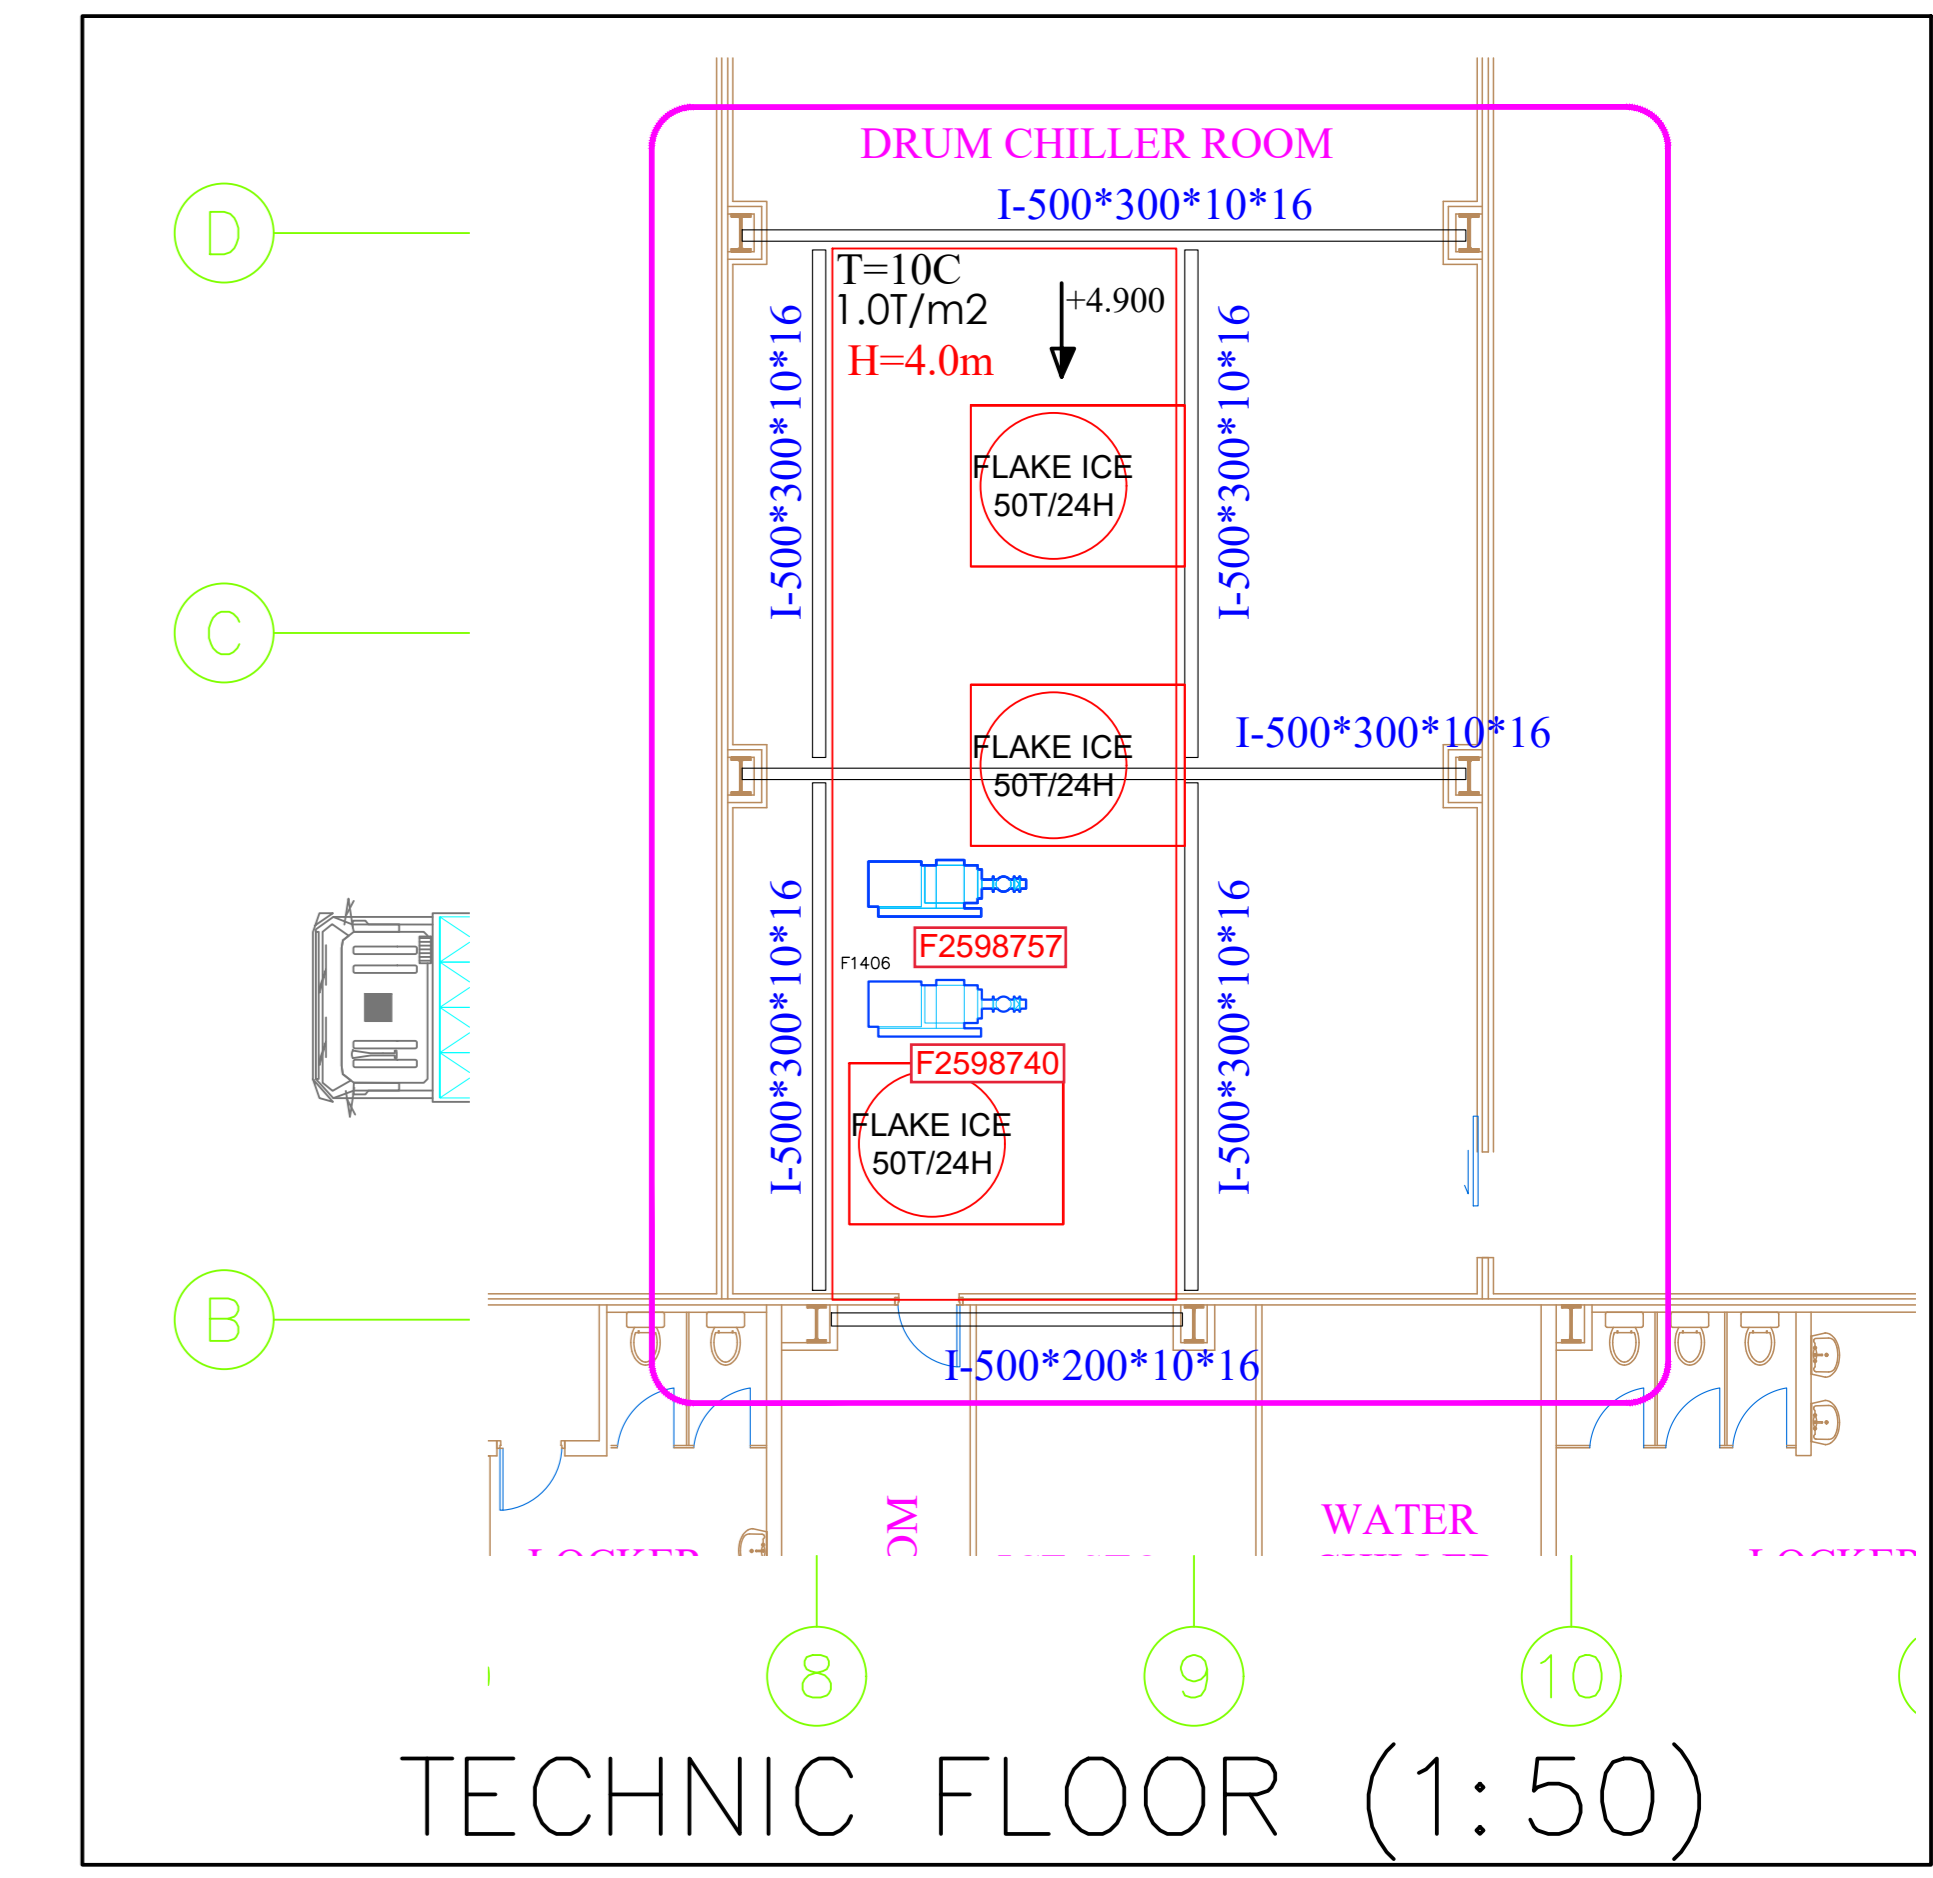 DRUM CHILLER ROOM
I-500*300*10*16
D
T=10C
1.0T/m2
H=4.0m
+4.900
I-500*300*10*16
I-500*300*10*16
FLAKE ICE
50T/24H
C
I-500*300*10*16
FLAKE ICE
50T/24H
I-500*300*10*16
I-500*300*10*16
F2598757
F1406
F2598740
FLAKE ICE
50T/24H
B
I-500*200*10*16
WATER
8
9
10
TECHNIC FLOOR (1:50)